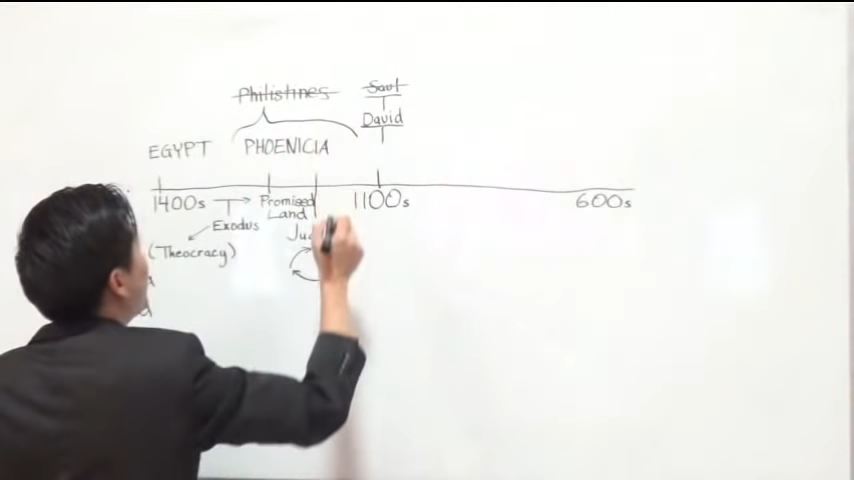 Philistines
Saul
David
EGYPT
PHOENICIA
1400s
Promised
Land
1100s
600s
Exodus
(Theocracy)